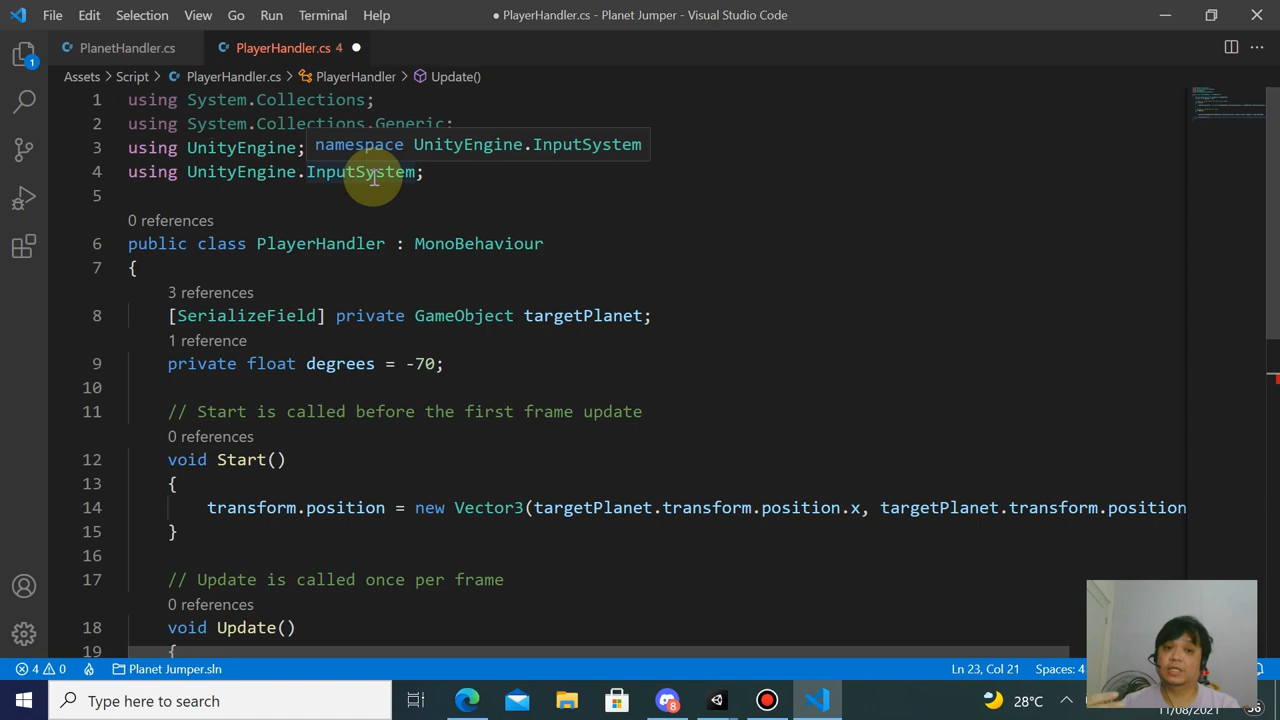 File Edit Selection View Go Run Terminal Help
● PlayerHandler.cs - Planet Jumper - Visual Studio Code
PlanetHandler.cs
PlayerHandler.cs 4
Assets > Script > PlayerHandler.cs > PlayerHandler > Update()
1 using System.Collections;
2 using System.Collections.Generic;
namespace UnityEngine.InputSystem
3 using UnityEngine;
4 using UnityEngine.InputSystem;
5
0 references
6 public class PlayerHandler : MonoBehaviour
7 {
3 references
8 [SerializeField] private GameObject targetPlanet;
1 reference
9 private float degrees = -70;
10
11 // Start is called before the first frame update
0 references
12 void Start()
13 {
14 transform.position = new Vector3(targetPlanet.transform.position.x, targetPlanet.transform.position
15 }
16
17 // Update is called once per frame
0 references
18 void Update()
19 {
1
4 0 Planet Jumper.sln
Ln 23, Col 21 Spaces: 4
Type here to search
8
28°C
11/08/2021